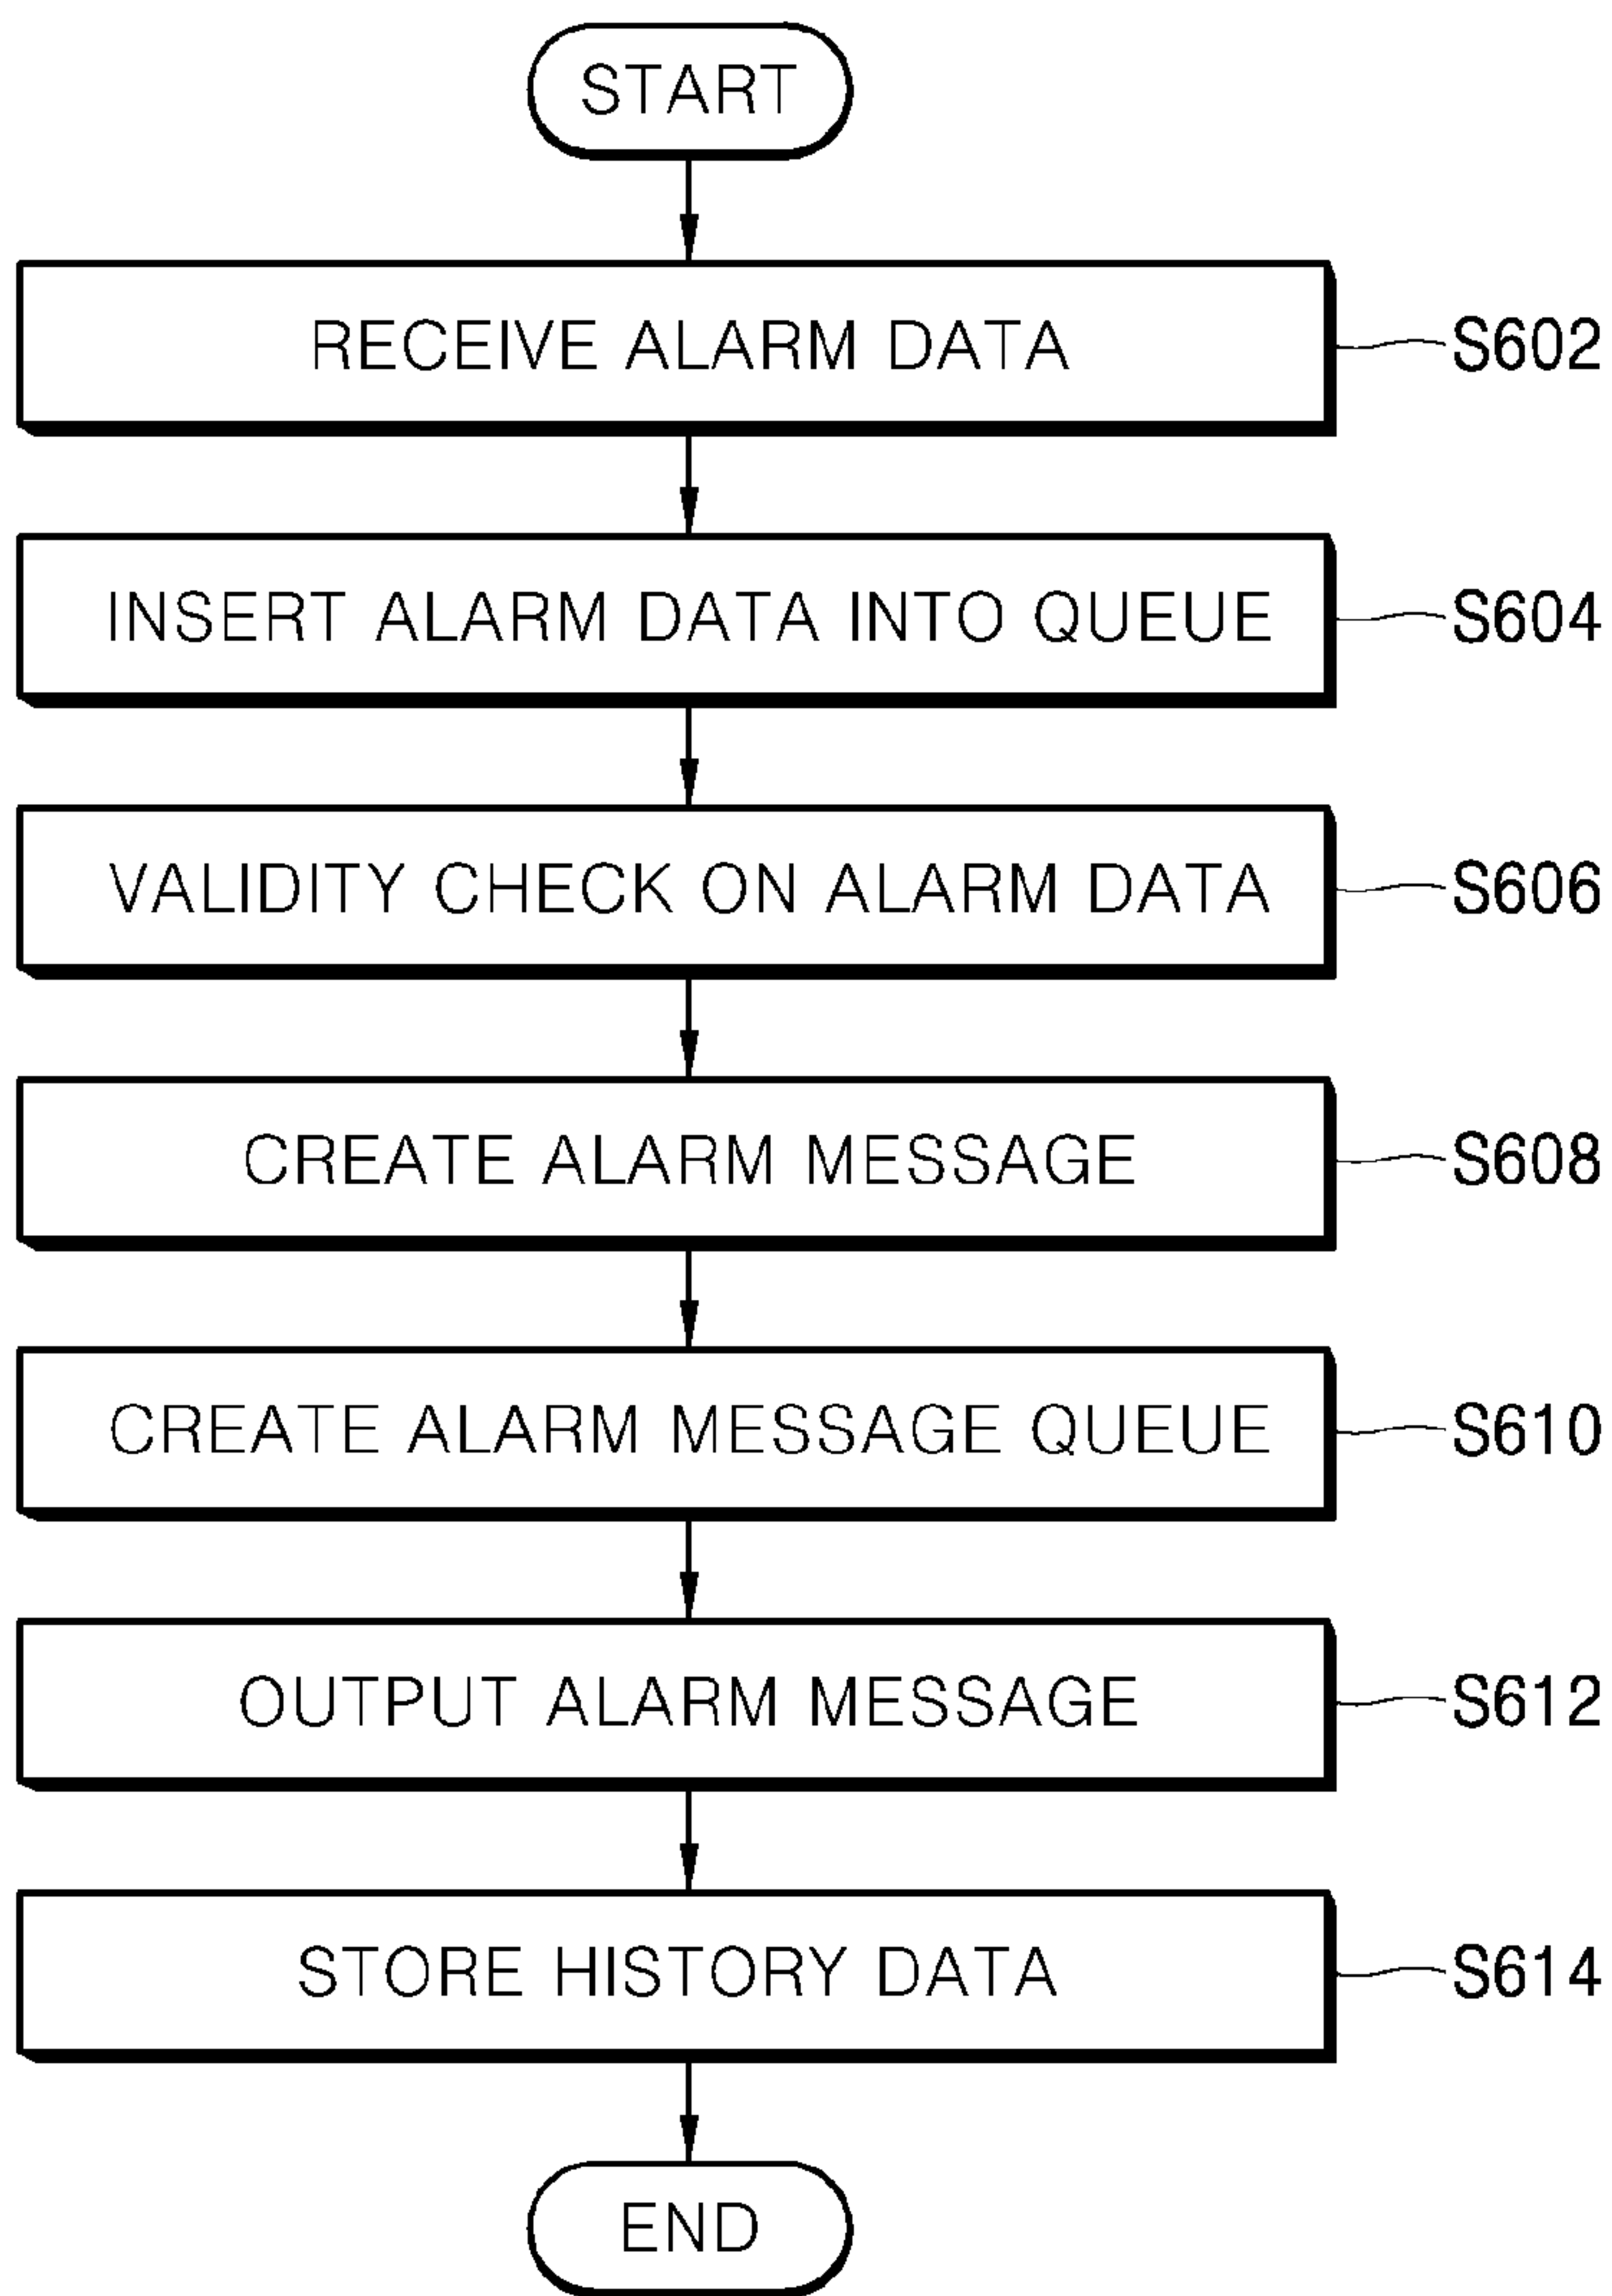 START
RECEIVE ALARM DATA S602
INSERT ALARM DATA INTO QUEUE S604
VALIDITY CHECK ON ALARM DATA S606
CREATE ALARM MESSAGE S608
CREATE ALARM MESSAGE QUEUE S610
OUTPUT ALARM MESSAGE S612
STORE HISTORY DATA S614
END